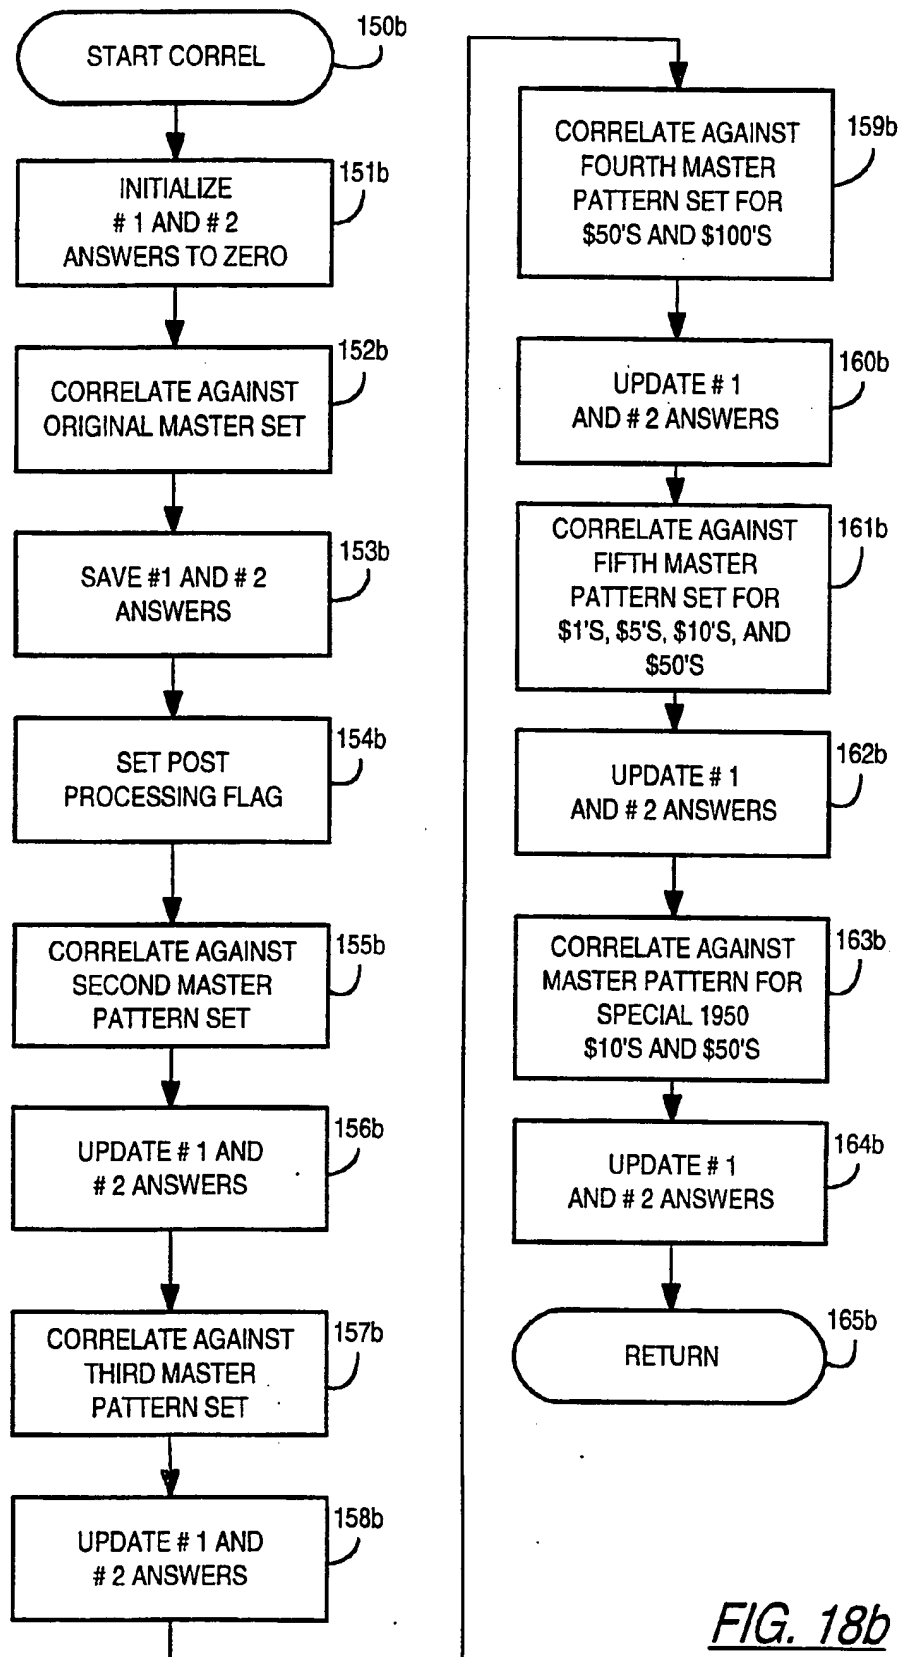 START CORREL
150b
INITIALIZE
# 1 AND # 2
ANSWERS TO ZERO
151b
CORRELATE AGAINST
ORIGINAL MASTER SET
152b
SAVE #1 AND # 2
ANSWERS
153b
SET POST
PROCESSING FLAG
154b
CORRELATE AGAINST
SECOND MASTER
PATTERN SET
155b
UPDATE # 1 AND
# 2 ANSWERS
156b
CORRELATE AGAINST
THIRD MASTER
PATTERN SET
157b
UPDATE # 1 AND
# 2 ANSWERS
158b
CORRELATE AGAINST
FOURTH MASTER
PATTERN SET FOR
$50'S AND $100'S
159b
UPDATE # 1
AND # 2 ANSWERS
160b
CORRELATE AGAINST
FIFTH MASTER
PATTERN SET FOR
$1'S, $5'S, $10'S, AND
$50'S
161b
UPDATE # 1
AND # 2 ANSWERS
162b
CORRELATE AGAINST
MASTER PATTERN FOR
SPECIAL 1950
$10'S AND $50'S
163b
UPDATE # 1
AND # 2 ANSWERS
164b
RETURN
165b
FIG. 18b